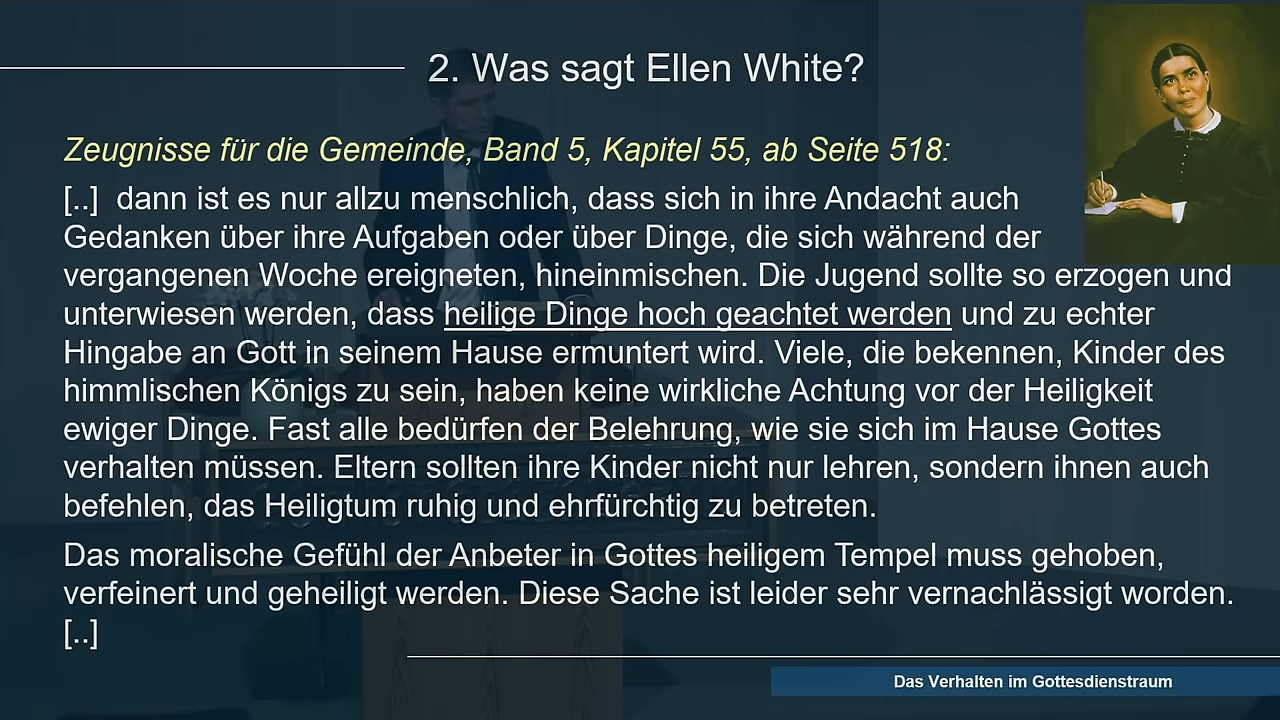 2. Was sagt Ellen White?
Zeugnisse für die Gemeinde, Band 5, Kapitel 55, ab Seite 518:
[..] dann ist es nur allzu menschlich, dass sich in ihre Andacht auch
Gedanken über ihre Aufgaben oder über Dinge, die sich während der
vergangenen Woche ereigneten, hineinmischen. Die Jugend sollte so erzogen und
unterwiesen werden, dass heilige Dinge hoch geachtet werden und zu echter
Hingabe an Gott in seinem Hause ermuntert wird. Viele, die bekennen, Kinder des
himmlischen Königs zu sein, haben keine wirkliche Achtung vor der Heiligkeit
ewiger Dinge. Fast alle bedürfen der Belehrung, wie sie sich im Hause Gottes
verhalten müssen. Eltern sollten ihre Kinder nicht nur lehren, sondern ihnen auch
befehlen, das Heiligtum ruhig und ehrfürchtig zu betreten.
Das moralische Gefühl der Anbeter in Gottes heiligem Tempel muss gehoben,
verfeinert und geheiligt werden. Diese Sache ist leider sehr vernachlässigt worden.
[..]
Das Verhalten im Gottesdienstraum